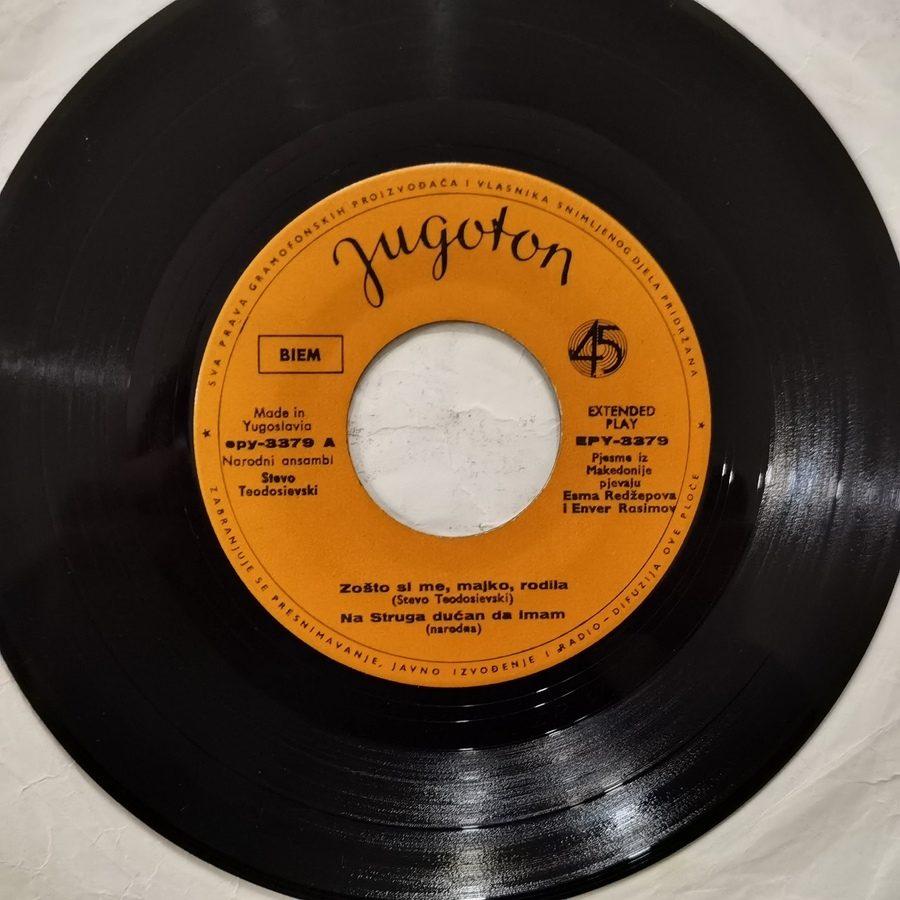 SVA PRAVA GRAMOFONSKIH PROIZVOĐAČA I VLASNIKA SNIMLJENOG DJELA PRIDRŽANA
Jugoton
BIEM
45
Made in
Yugoslavia
epy-3379 A
Narodni ansambl
Stevo
Teodosievski
EXTENDED
PLAY
EPY-3379
Pjesme iz
Makedonije
pjevaju
Esma Redžepova
i Enver Rasimov
Zošto si me, majko, rodila
(Stevo Teodosievski)
Na Struga dućan da imam
(narodna)
ZABRANJUJE SE PRESNIMAVANJE, JAVNO IZVOĐENJE I RADIO-DIFUZIJA OVE PLOČE